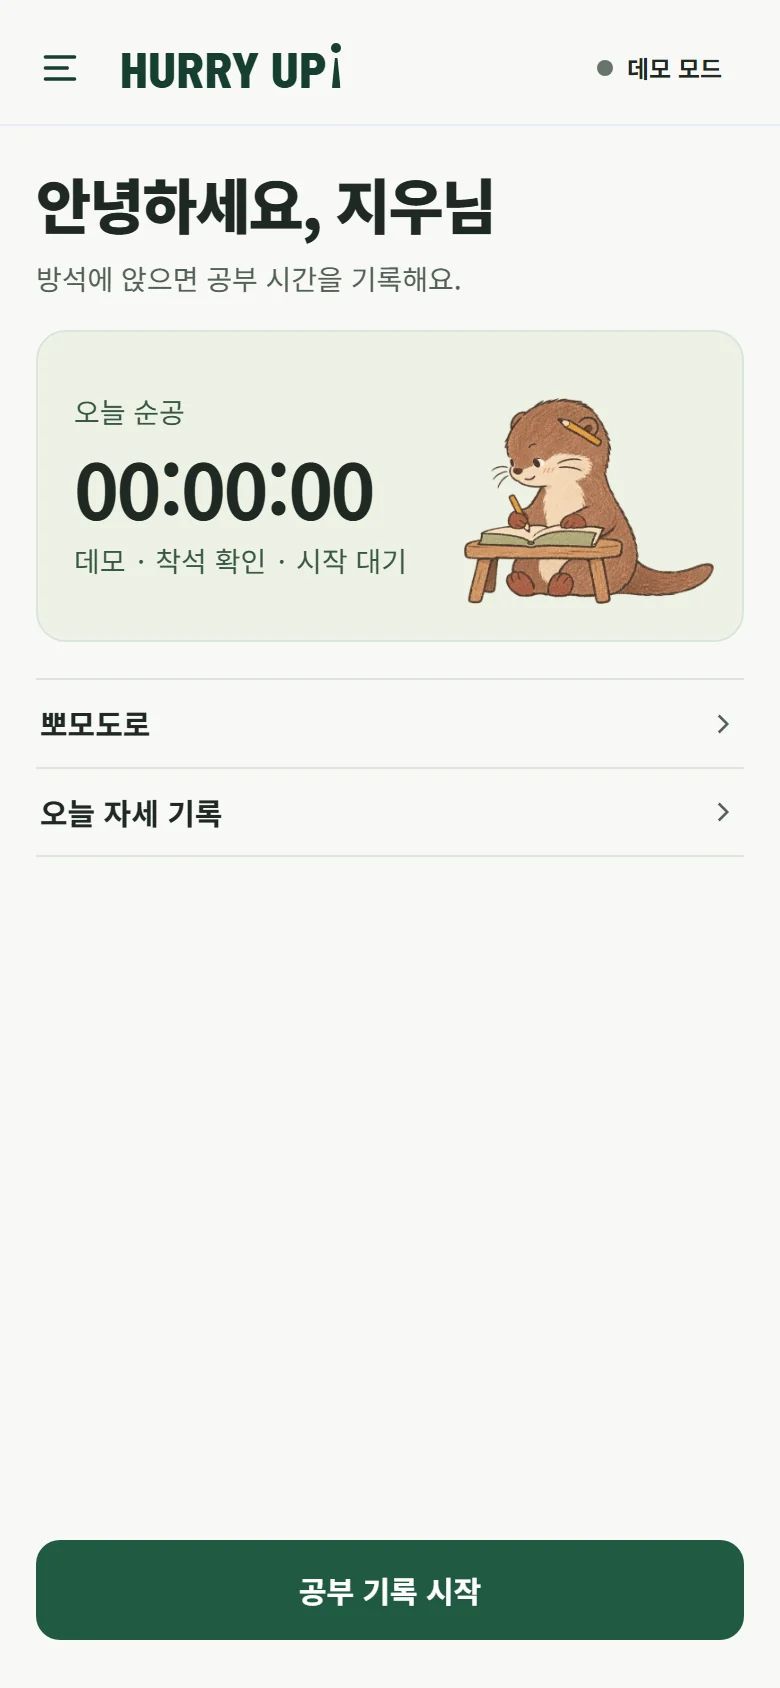 HURRY UP¡
데모 모드
안녕하세요, 지우님
방석에 앉으면 공부 시간을 기록해요.
오늘 순공
00:00:00
데모 · 착석 확인 · 시작 대기
뽀모도로
오늘 자세 기록
공부 기록 시작